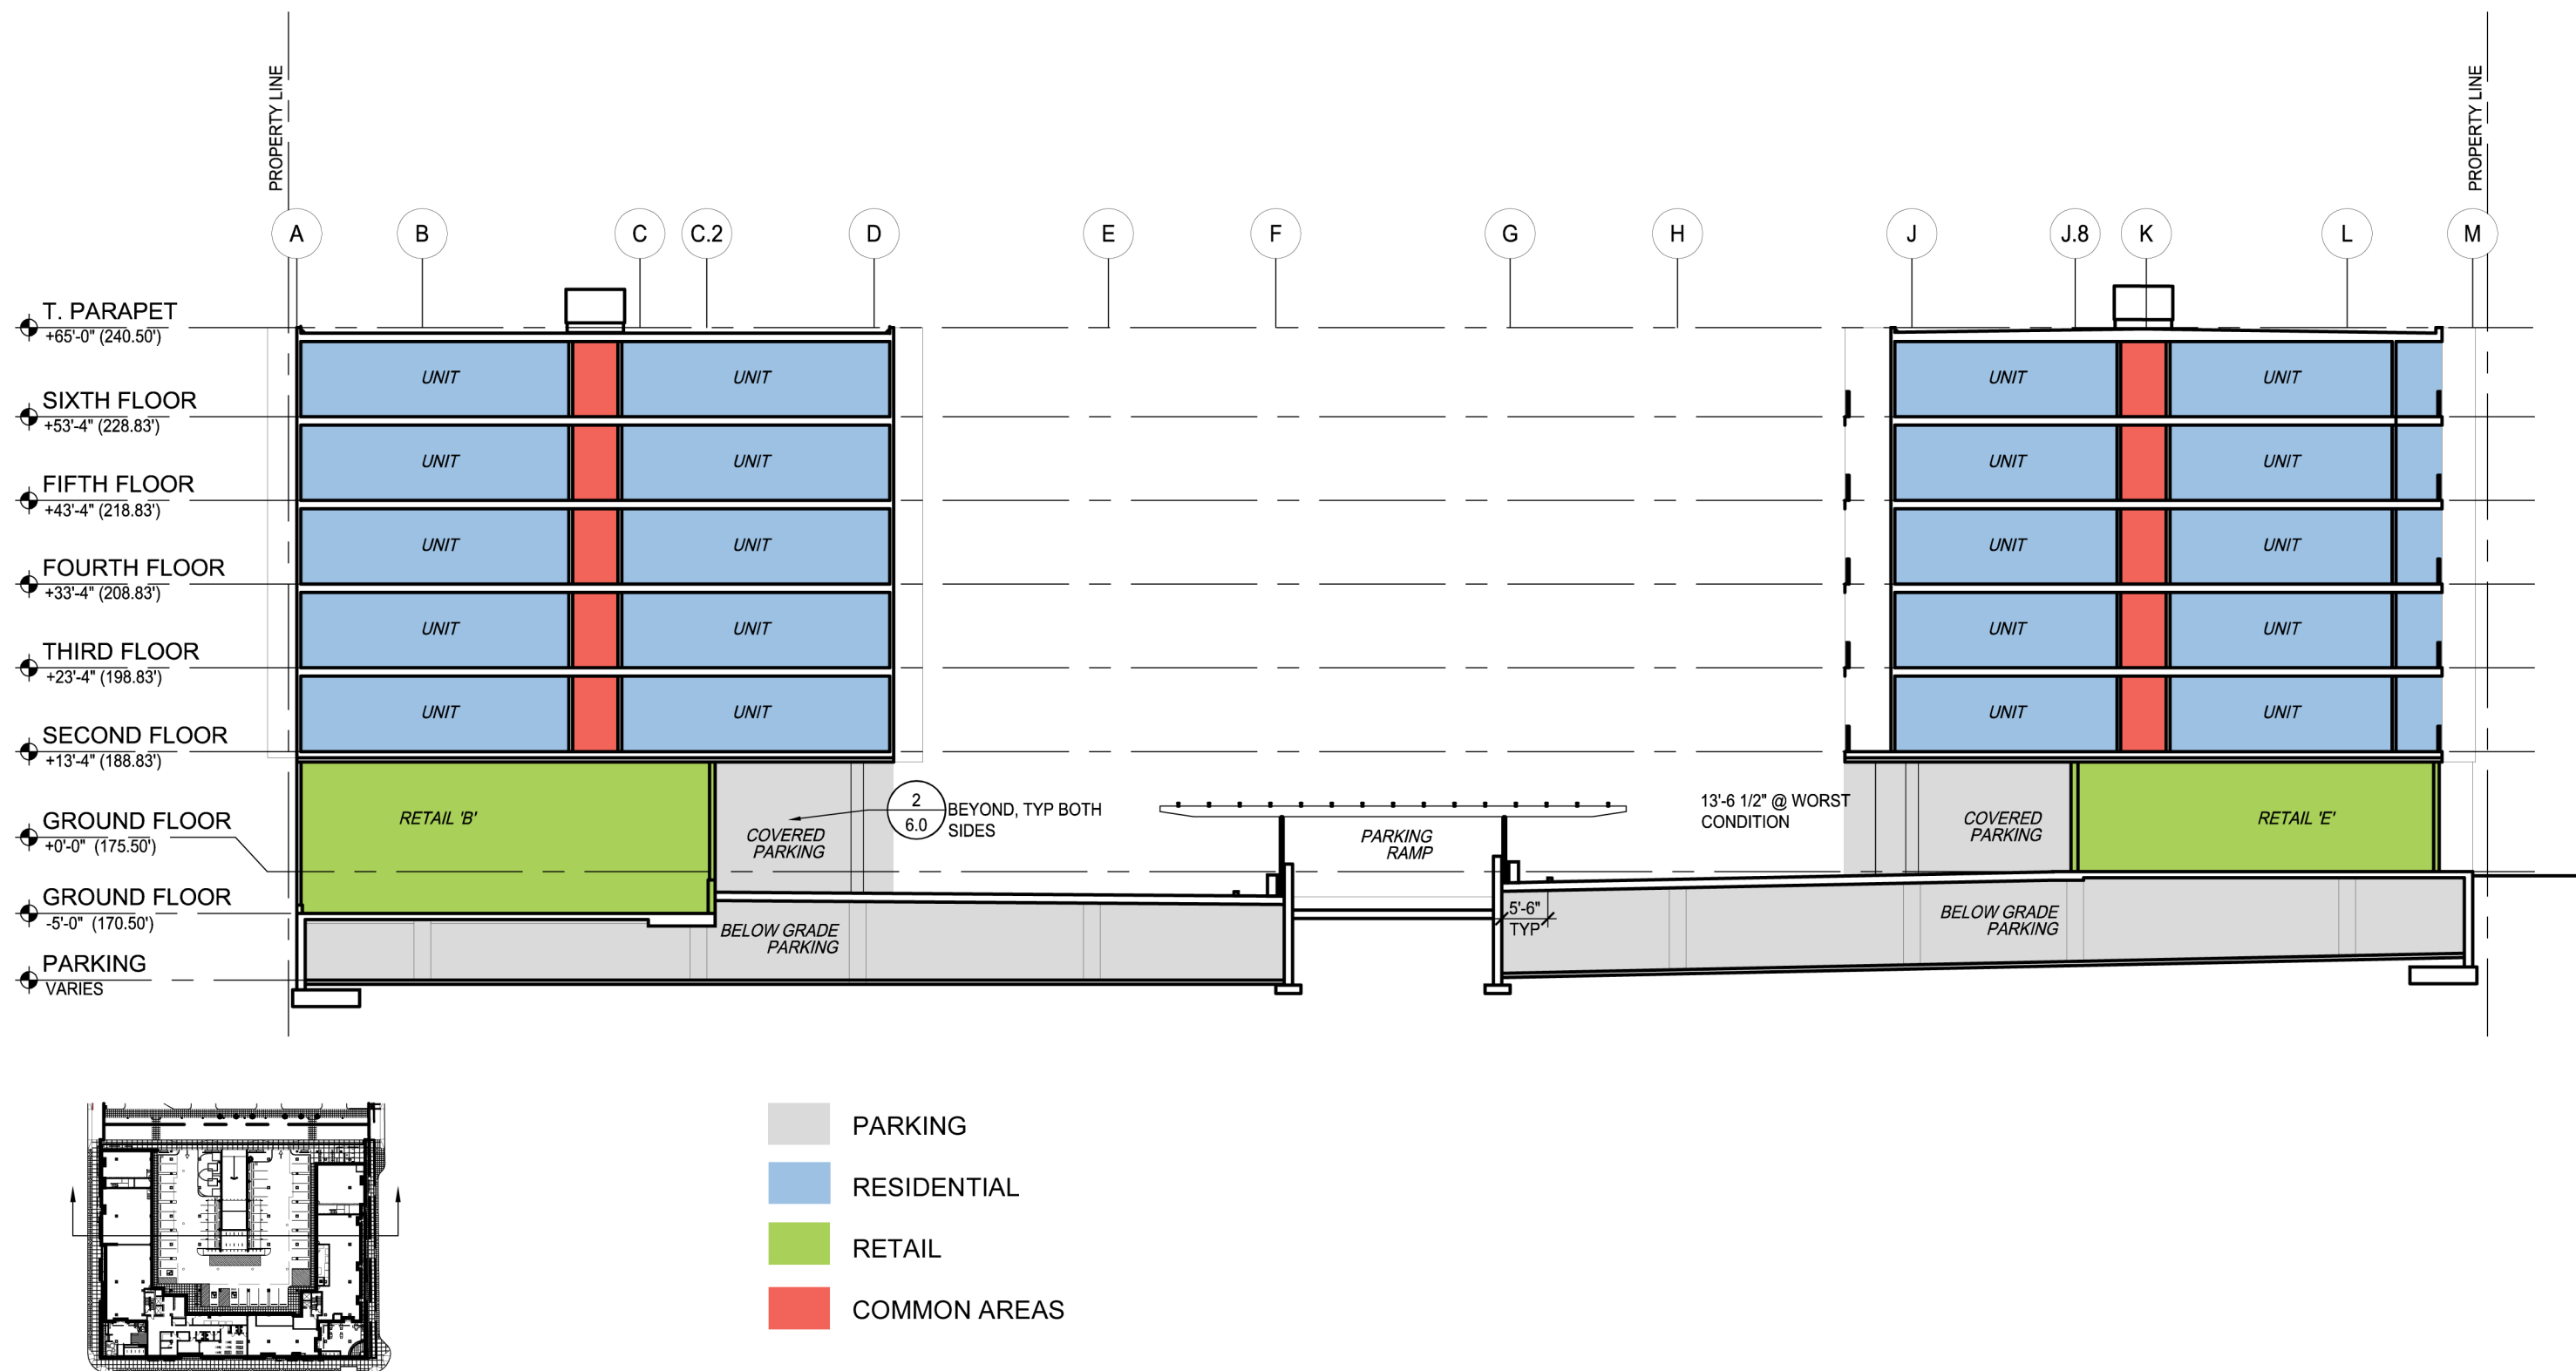 PROPERTY LINE
PROPERTY LINE
A
B
C
C.2
D
E
F
G
H
J
J.8
K
L
M
T. PARAPET
+65'-0" (240.50')
UNIT
UNIT
UNIT
UNIT
SIXTH FLOOR
+53'-4" (228.83')
UNIT
UNIT
UNIT
UNIT
FIFTH FLOOR
+43'-4" (218.83')
UNIT
UNIT
UNIT
UNIT
FOURTH FLOOR
+33'-4" (208.83')
UNIT
UNIT
UNIT
UNIT
THIRD FLOOR
+23'-4" (198.83')
UNIT
UNIT
UNIT
UNIT
SECOND FLOOR
+13'-4" (188.83')
RETAIL 'B'
COVERED
PARKING
2
6.0
BEYOND, TYP BOTH
SIDES
PARKING
RAMP
13'-6 1/2" @ WORST
CONDITION
COVERED
PARKING
RETAIL 'E'
GROUND FLOOR
+0'-0" (175.50')
GROUND FLOOR
-5'-0" (170.50')
BELOW GRADE
PARKING
5'-6"
TYP
BELOW GRADE
PARKING
PARKING
VARIES
PARKING
RESIDENTIAL
RETAIL
COMMON AREAS